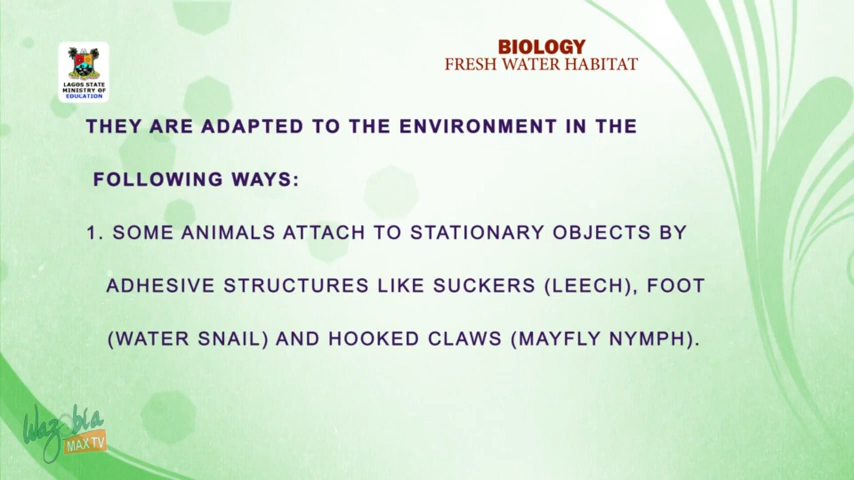 BIOLOGY
FRESH WATER HABITAT
LAGOS STATE
MINISTRY OF
EDUCATION
THEY ARE ADAPTED TO THE ENVIRONMENT IN THE
FOLLOWING WAYS:
1. SOME ANIMALS ATTACH TO STATIONARY OBJECTS BY
ADHESIVE STRUCTURES LIKE SUCKERS (LEECH), FOOT
(WATER SNAIL) AND HOOKED CLAWS (MAYFLY NYMPH).
Wazobia
MAX TV